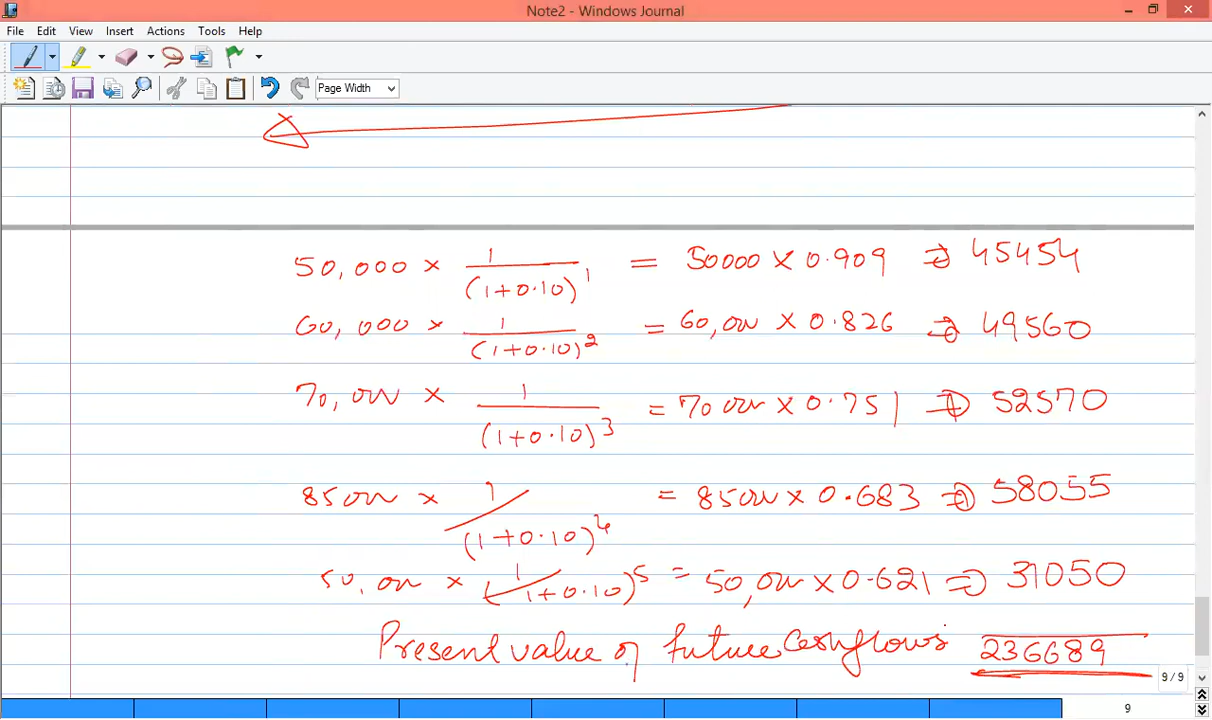 Note2 - Windows Journal
File Edit View Insert Actions Tools Help
Page Width
50,000 × 1/(1+0.10)^1 = 50000 × 0.909 ⇒ 45454
60,000 × 1/(1+0.10)^2 = 60,000 × 0.826 ⇒ 49560
70,000 × 1/(1+0.10)^3 = 70000 × 0.751 ⇒ 52570
85000 × 1/(1+0.10)^4 = 85000 × 0.683 ⇒ 58055
50,000 × 1/(1+0.10)^5 = 50,000 × 0.621 ⇒ 31050
Present value of future Cashflows 236689
9 / 9
9